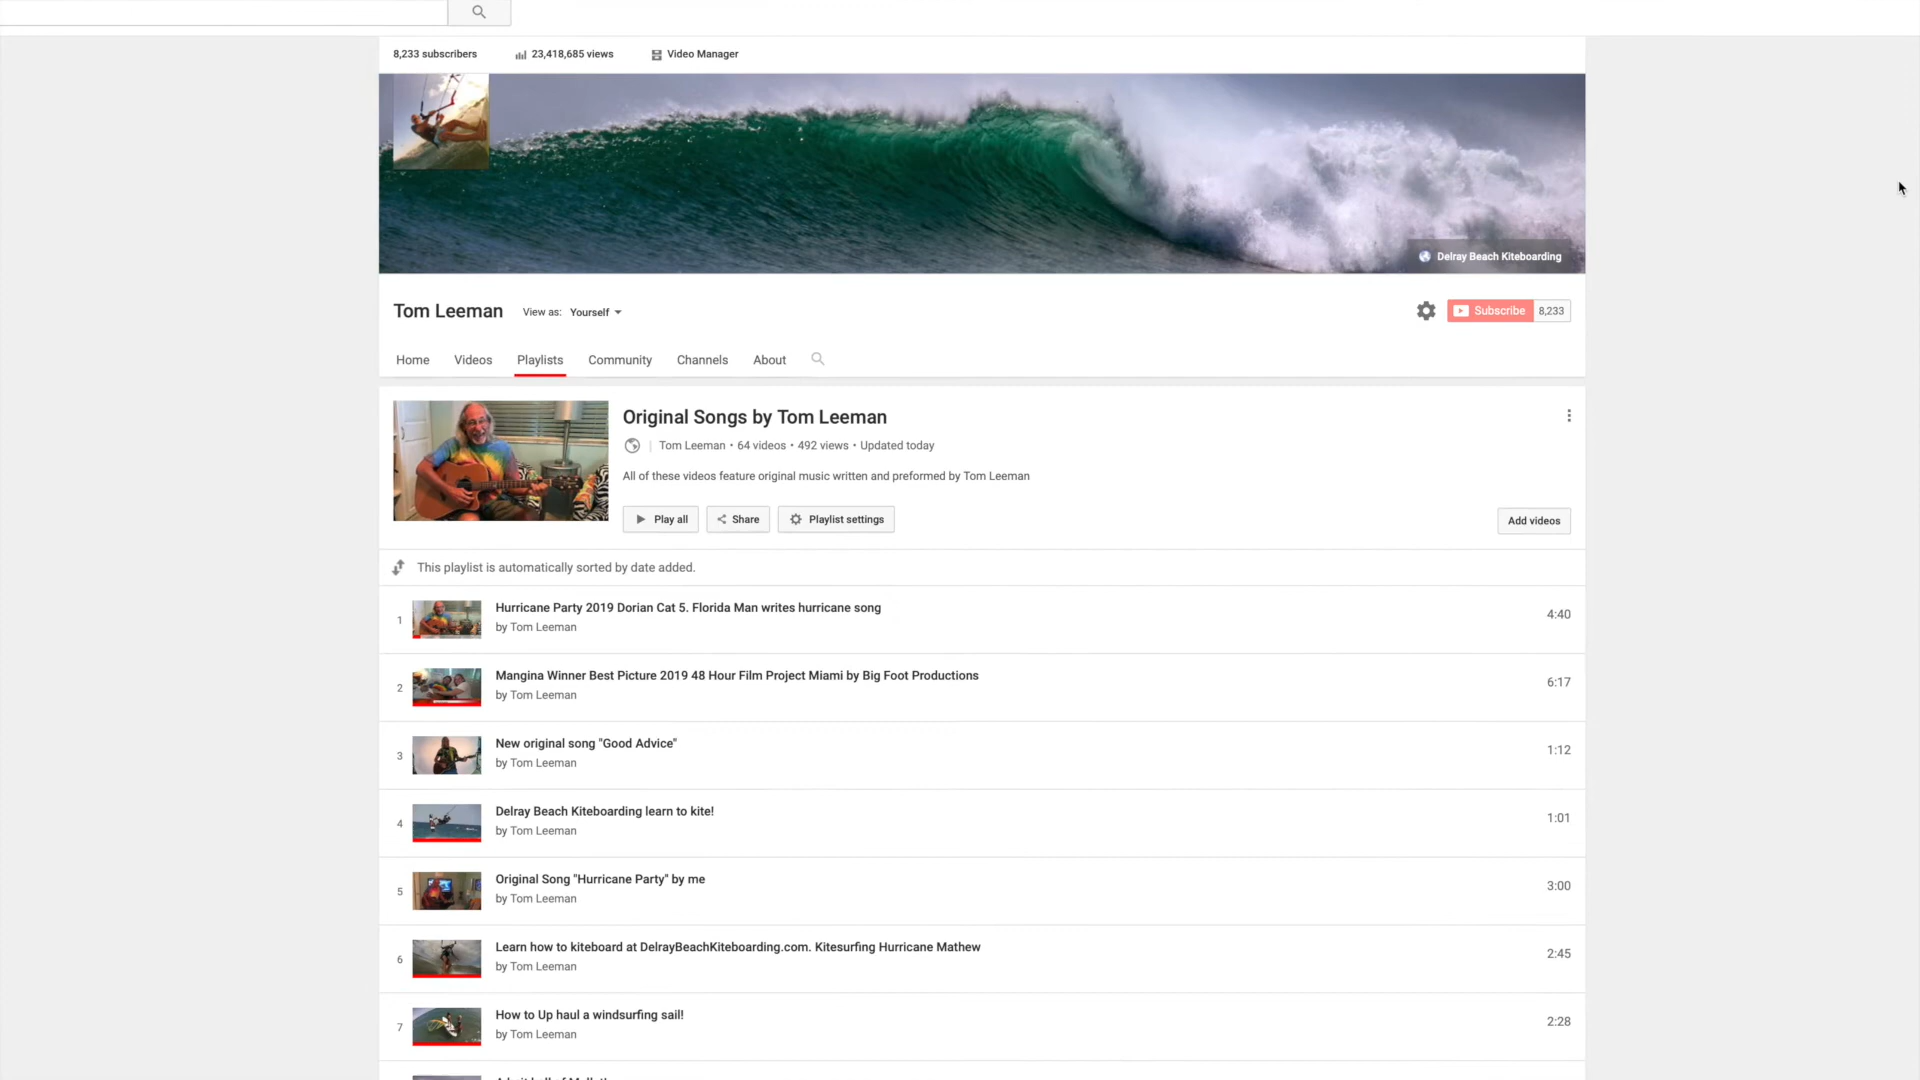 8,233 subscribers 23,418,685 views Video Manager
Delray Beach Kiteboarding
Tom Leeman View as: Yourself
Subscribe 8,233
Home Videos Playlists Community Channels About
Original Songs by Tom Leeman
Tom Leeman • 64 videos • 492 views • Updated today
All of these videos feature original music written and preformed by Tom Leeman
Play all Share Playlist settings
Add videos
This playlist is automatically sorted by date added.
1 Hurricane Party 2019 Dorian Cat 5. Florida Man writes hurricane song 4:40
by Tom Leeman
2 Mangina Winner Best Picture 2019 48 Hour Film Project Miami by Big Foot Productions 6:17
by Tom Leeman
3 New original song "Good Advice" 1:12
by Tom Leeman
4 Delray Beach Kiteboarding learn to kite! 1:01
by Tom Leeman
5 Original Song "Hurricane Party" by me 3:00
by Tom Leeman
6 Learn how to kiteboard at DelrayBeachKiteboarding.com. Kitesurfing Hurricane Mathew 2:45
by Tom Leeman
7 How to Up haul a windsurfing sail! 2:28
by Tom Leeman